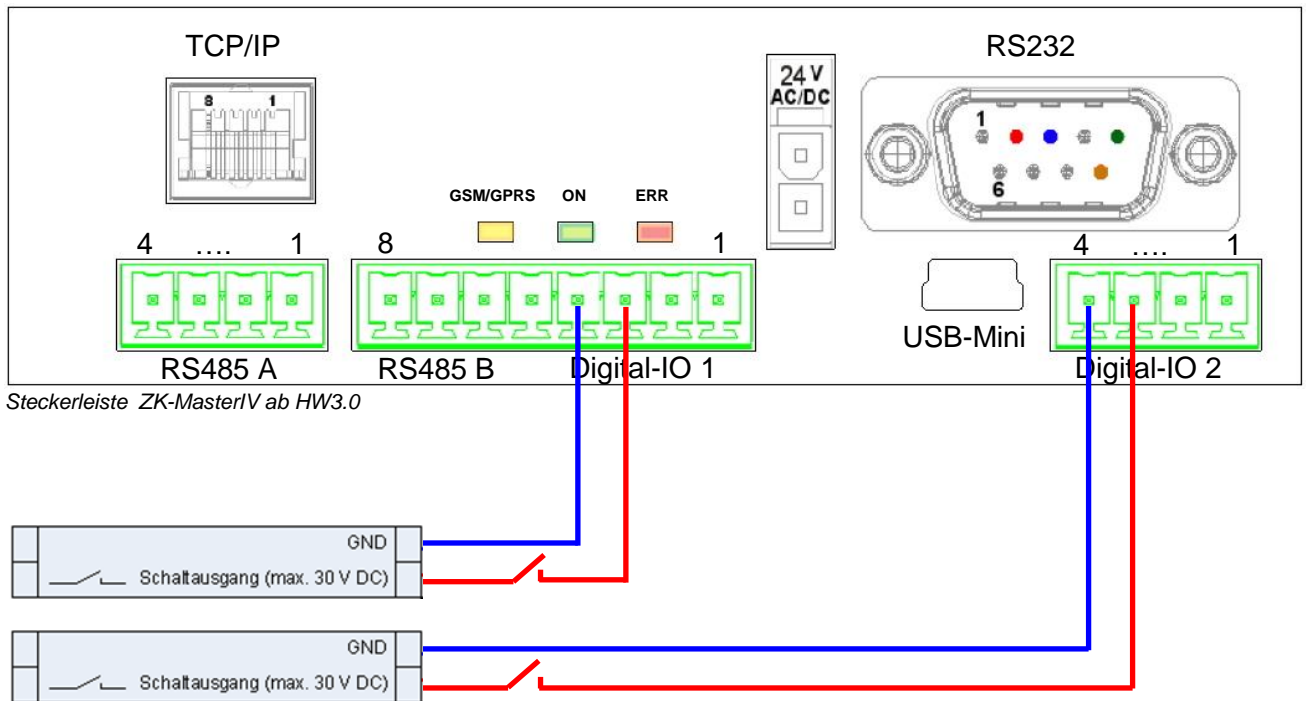 TCP/IP
RS232
24 V
AC/DC
8 1
1
6
GSM/GPRS ON ERR
4 .... 1
8 1
4 .... 1
USB-Mini
RS485 A
RS485 B
Digital-IO 1
Digital-IO 2
Steckerleiste ZK-MasterIV ab HW3.0
GND
Schaltausgang (max. 30 V DC)
GND
Schaltausgang (max. 30 V DC)